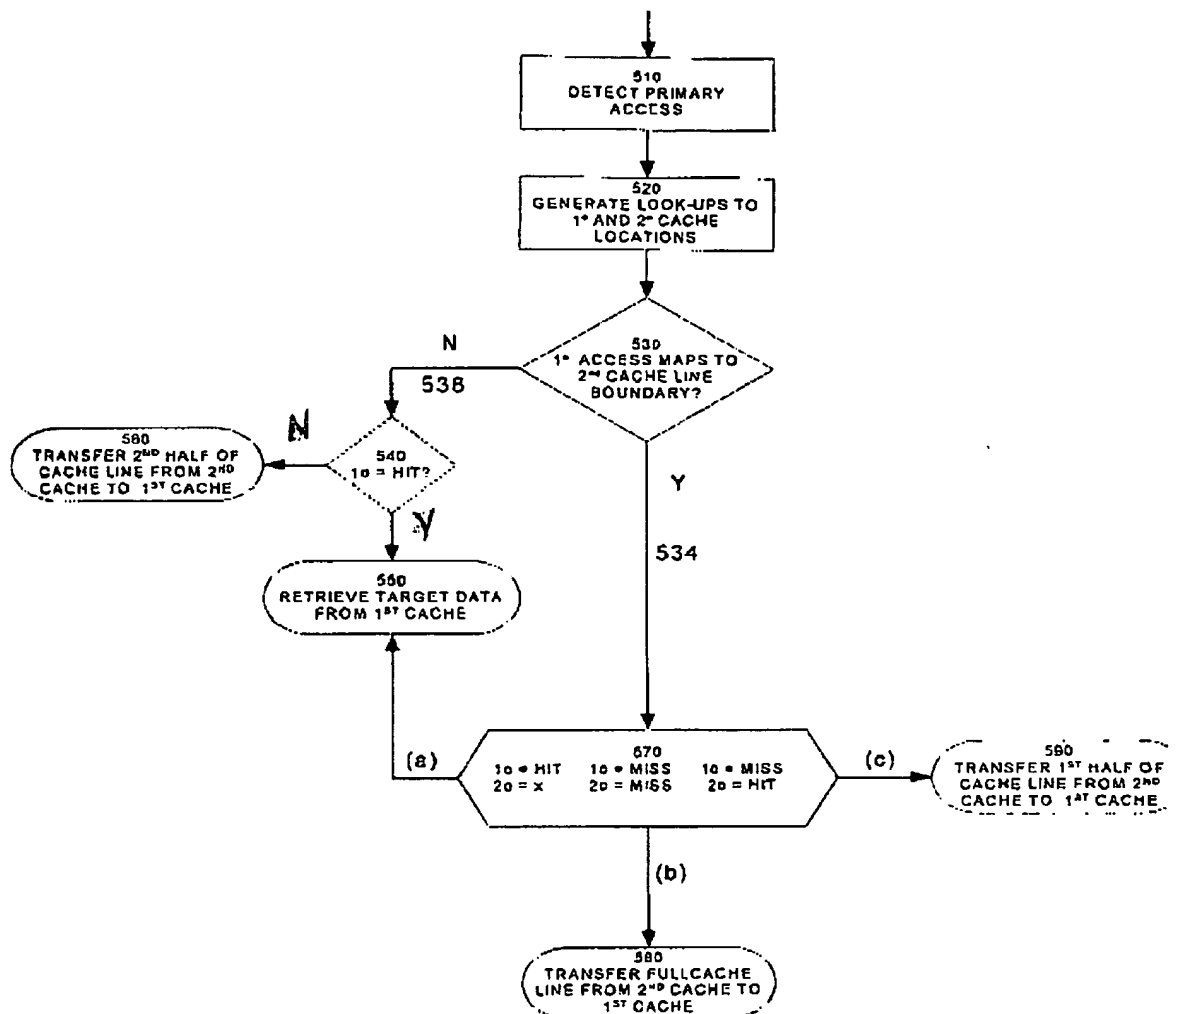 510
DETECT PRIMARY
ACCESS
520
GENERATE LOOK-UPS TO
1° AND 2° CACHE
LOCATIONS
530
1° ACCESS MAPS TO
2ND CACHE LINE
BOUNDARY?
N
538
540
1o = HIT?
N
560
TRANSFER 2ND HALF OF
CACHE LINE FROM 2ND
CACHE TO 1ST CACHE
Y
550
RETRIEVE TARGET DATA
FROM 1ST CACHE
Y
534
570
1o = HIT 1o = MISS 1o = MISS
2o = x 2o = MISS 2o = HIT
(a)
(c)
590
TRANSFER 1ST HALF OF
CACHE LINE FROM 2ND
CACHE TO 1ST CACHE
(b)
580
TRANSFER FULLCACHE
LINE FROM 2ND CACHE TO
1ST CACHE